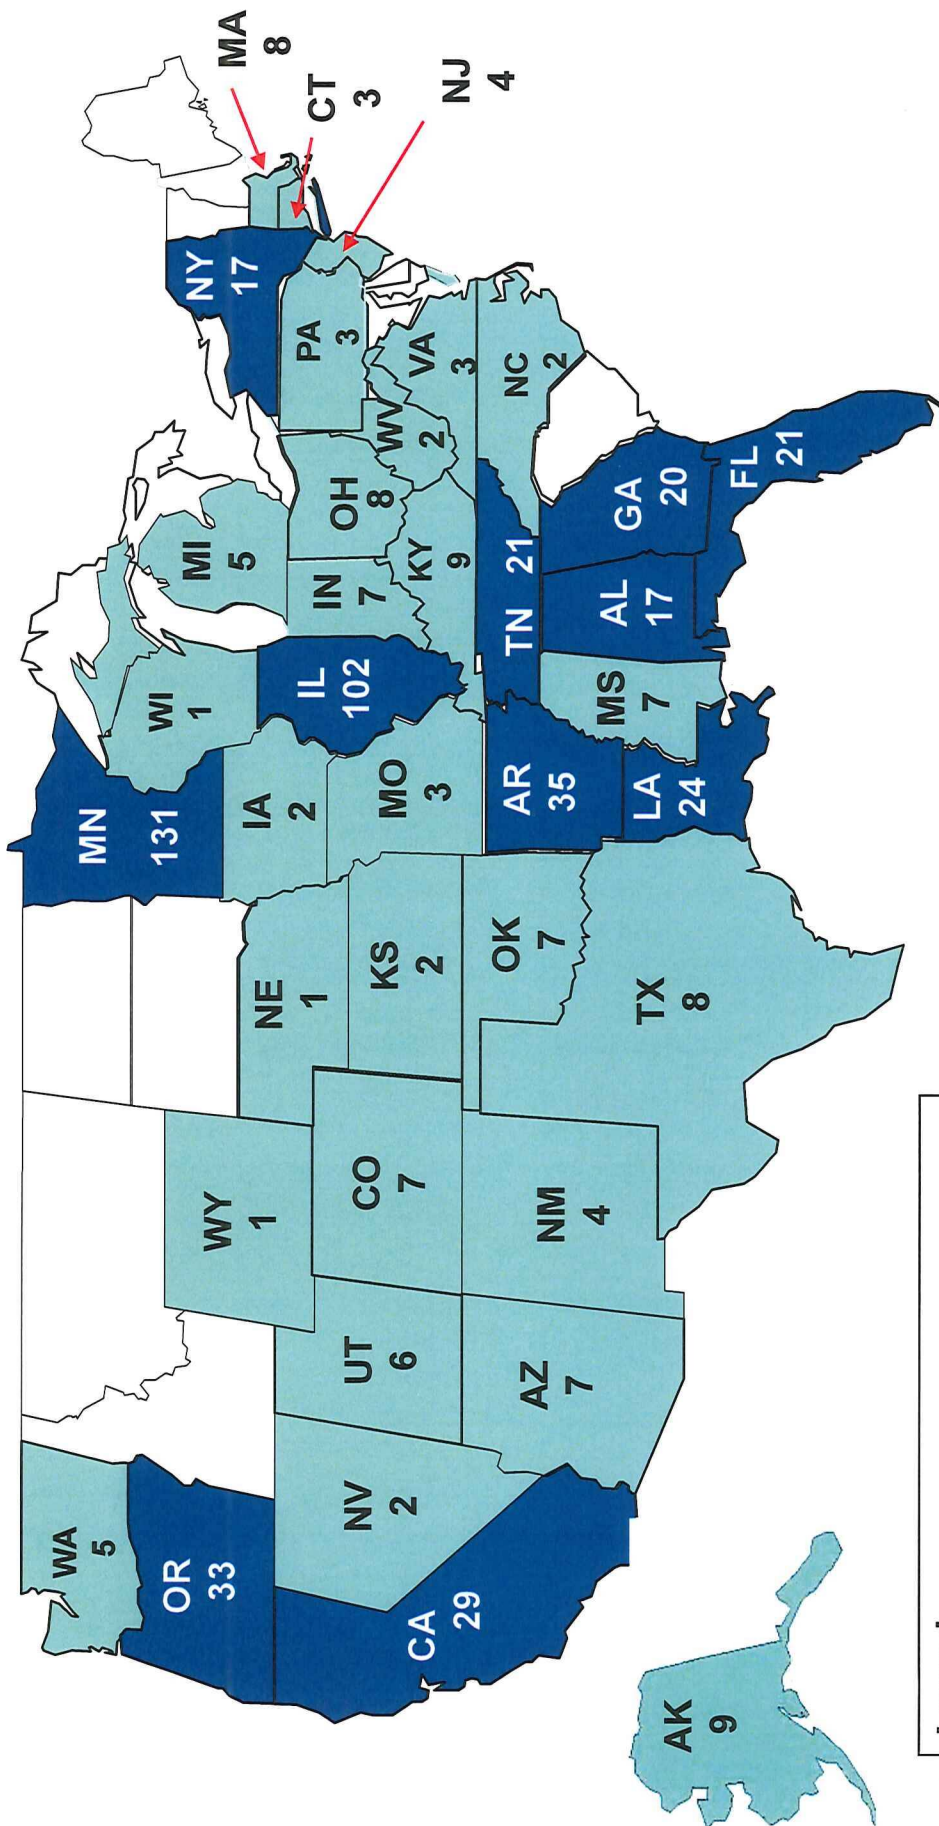 WA
5
OR
33
CA
29
NV
2
UT
6
AZ
7
WY
1
CO
7
NM
4
NE
1
KS
2
OK
7
TX
8
MN
131
IA
2
MO
3
AR
35
LA
24
WI
1
IL
102
MS
7
MI
5
IN
7
OH
8
KY
9
TN 21
AL
17
GA
20
FL
21
WV
2
VA
3
NC
2
PA
3
NY
17
MA
8
CT
3
NJ
4
AK
9